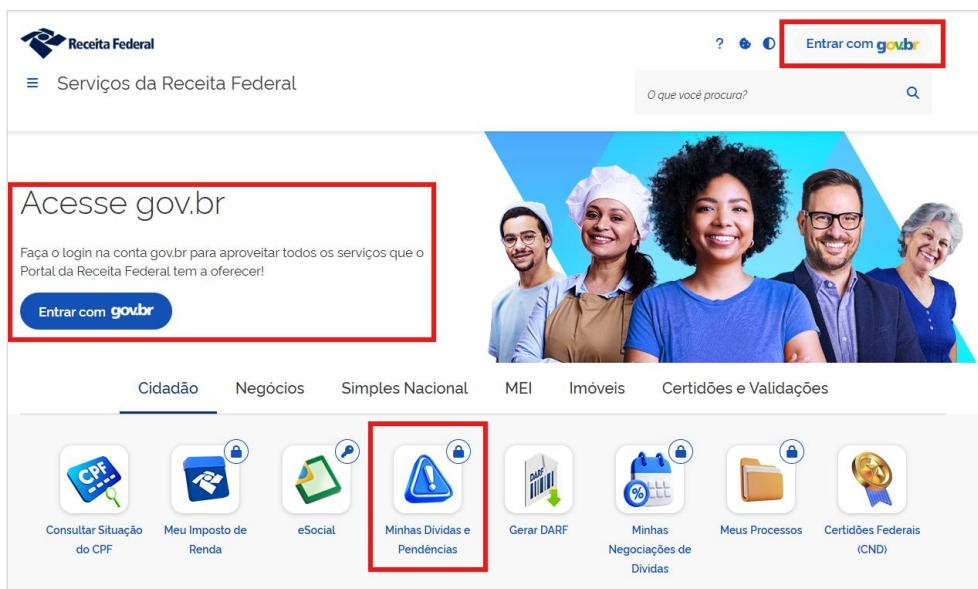 Receita Federal
?
Entrar com gov.br
Serviços da Receita Federal
O que você procura?
Acesse gov.br
Faça o login na conta gov.br para aproveitar todos os serviços que o
Portal da Receita Federal tem a oferecer!
Entrar com gov.br
Cidadão
Negócios
Simples Nacional
MEI
Imóveis
Certidões e Validações
CPF
DARF
%
Consultar Situação
do CPF
Meu Imposto de
Renda
eSocial
Minhas Dívidas e
Pendências
Gerar DARF
Minhas
Negociações de
Dívidas
Meus Processos
Certidões Federais
(CND)